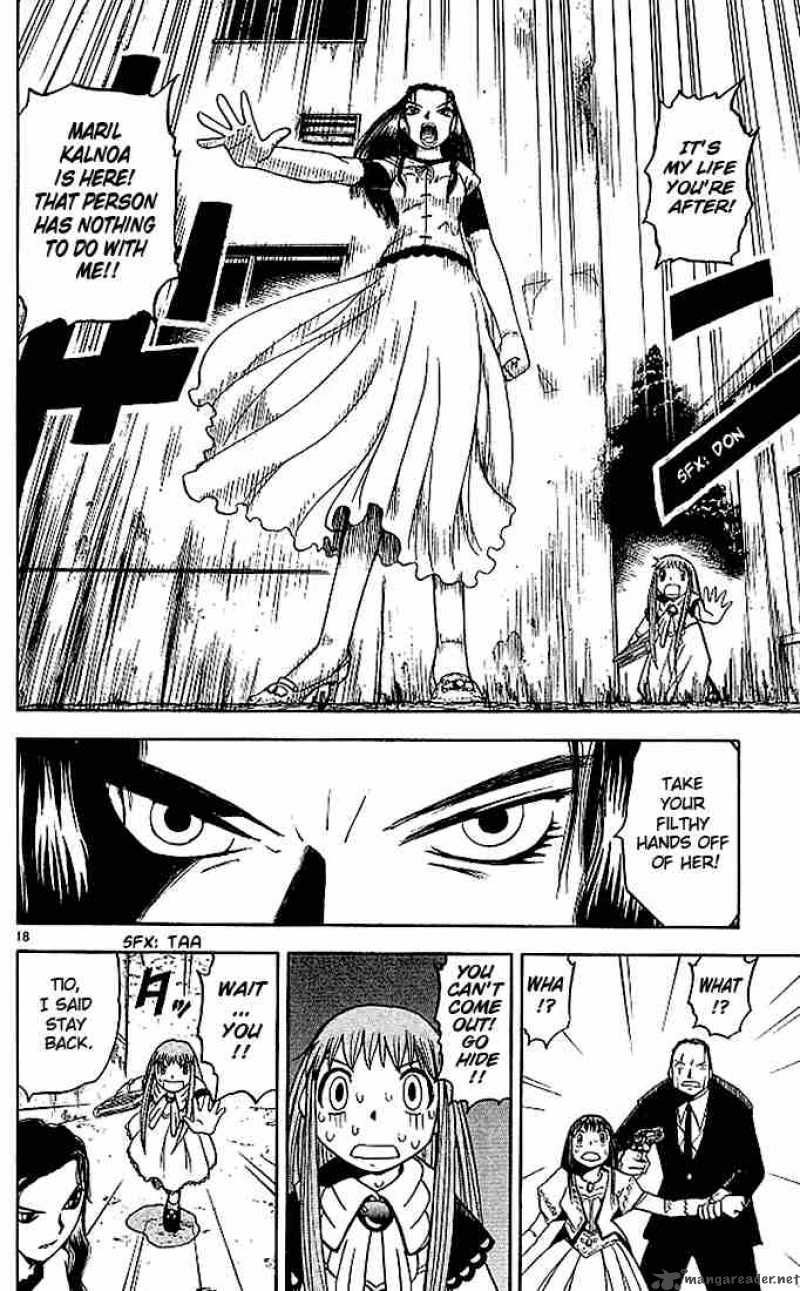 IT'S
MY LIFE
YOU'RE
AFTER!
MARIL
KALNOA
IS HERE!
THAT PERSON
HAS NOTHING
TO DO WITH
ME!!
SFX: DON
TAKE
YOUR
FILTHY
HANDS OFF
OF HER!
18
SFX: TAA
WHAT
!?
WHA
!?
YOU
CAN'T
COME
OUT!
GO
HIDE
!!
WAIT
...
YOU
!!
タッ
TIO,
I SAID
STAY
BACK.
mangareader.net